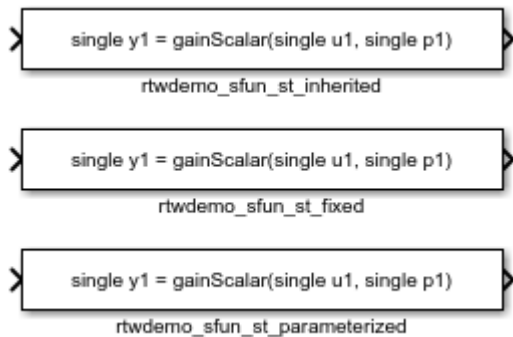 single y1 = gainScalar(single u1, single p1)
rtwdemo_sfun_st_inherited
single y1 = gainScalar(single u1, single p1)
rtwdemo_sfun_st_fixed
single y1 = gainScalar(single u1, single p1)
rtwdemo_sfun_st_parameterized